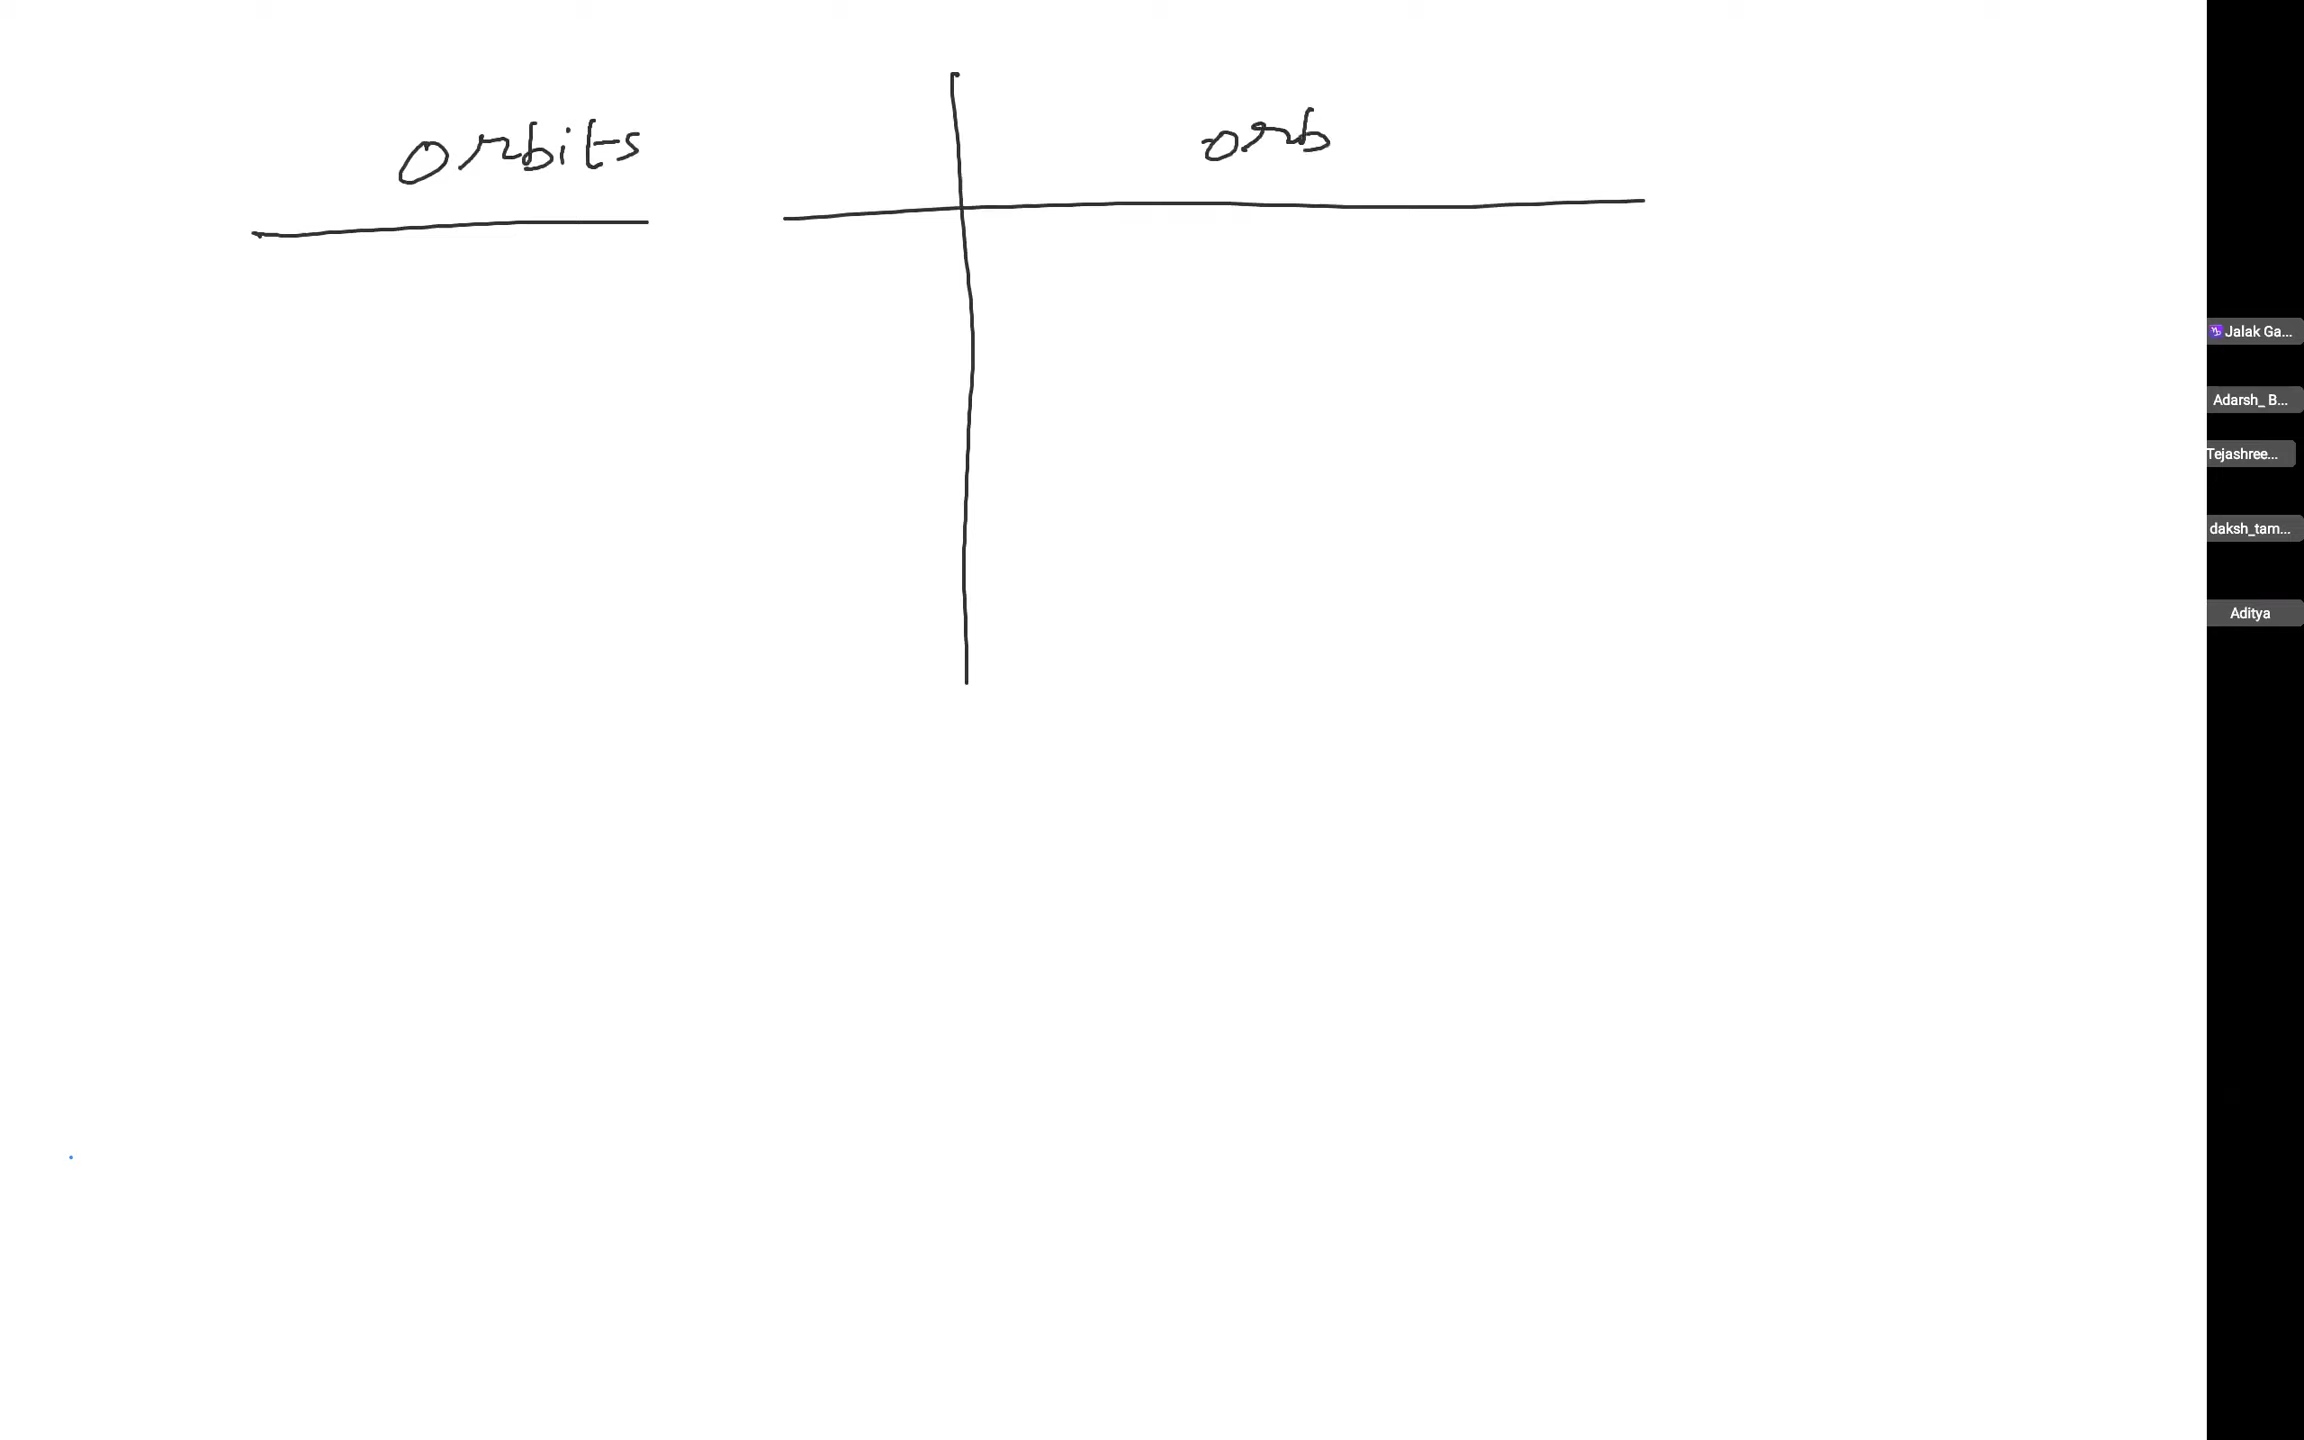 orbits
orb
Jalak Ga...
Adarsh_ B...
Tejashree...
daksh_tam...
Aditya